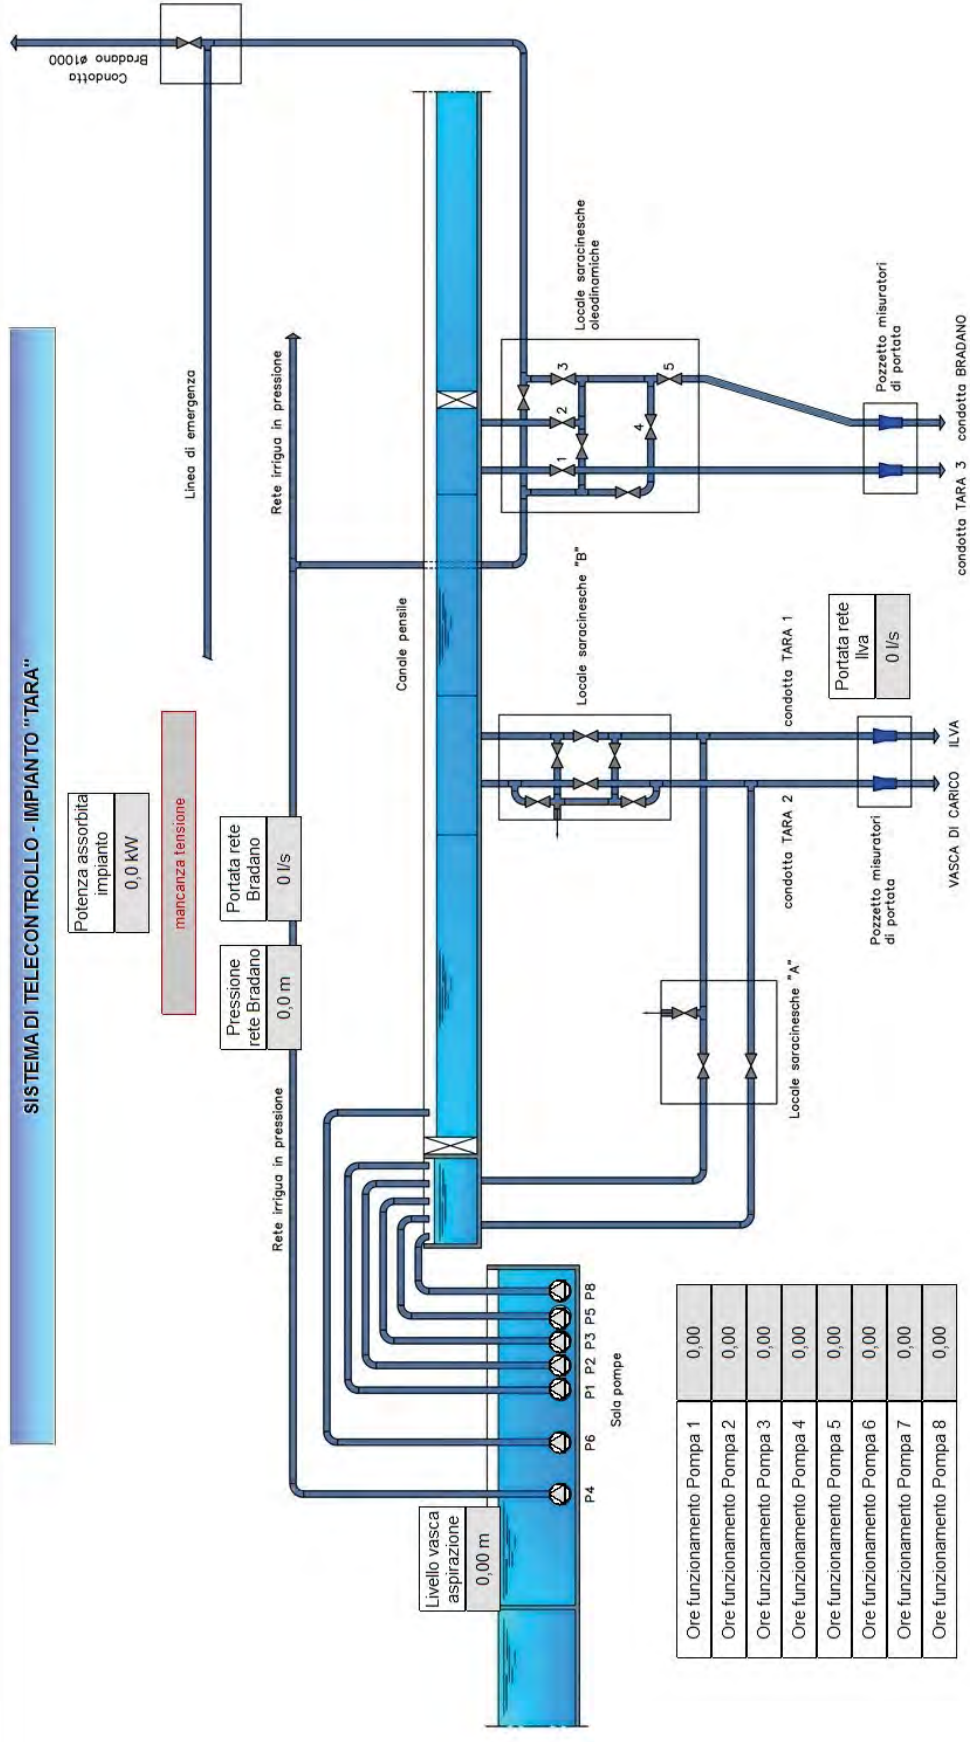 SISTEMA DI TELECONTROLLO - IMPIANTO "TARA"
Potenza assorbita
impianto
0,0 kW
mancanza tensione
Condotta
Bradano ø1000
Linea di emergenza
Pressione
rete Bradano
0,0 m
Portata rete
Bradano
0 l/s
Rete irrigua in pressione
Rete irrigua in pressione
Canale pensile
Livello vasca
aspirazione
0,00 m
P4
P6
P1
P2
P3
P5
P8
Sala pompe
Locale saracinesche "B"
Locale saracinesche
oleodinamiche
1
2
3
4
5
Locale saracinesche "A"
condotta TARA 2
condotta TARA 1
Portata rete
Ilva
0 l/s
Pozzetto misuratori
di portata
Pozzetto misuratori
di portata
VASCA DI CARICO
ILVA
condotta TARA 3
condotta BRADANO
Ore funzionamento Pompa 1 0,00
Ore funzionamento Pompa 2 0,00
Ore funzionamento Pompa 3 0,00
Ore funzionamento Pompa 4 0,00
Ore funzionamento Pompa 5 0,00
Ore funzionamento Pompa 6 0,00
Ore funzionamento Pompa 7 0,00
Ore funzionamento Pompa 8 0,00